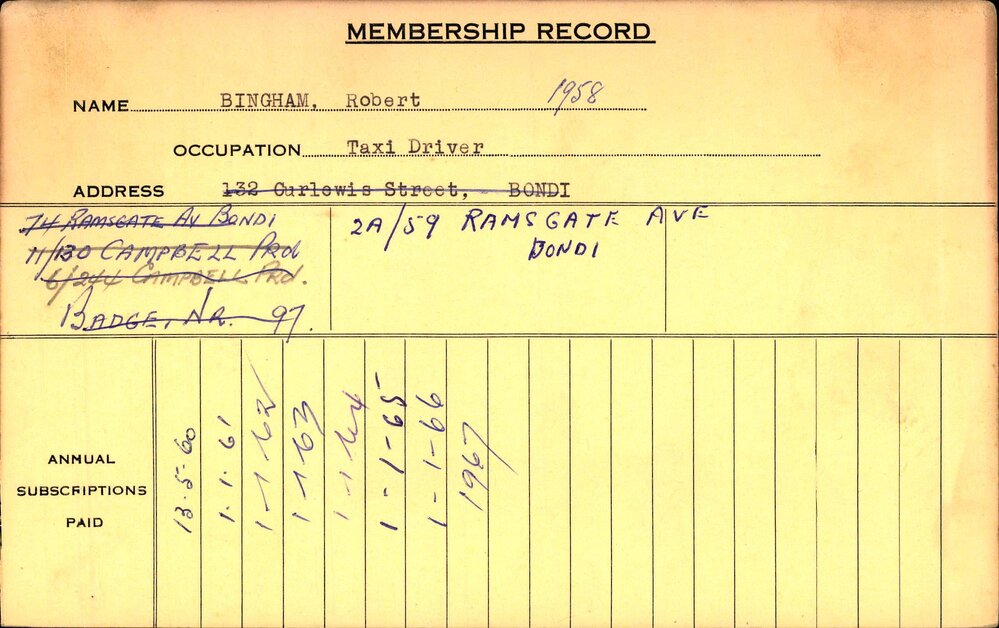 MEMBERSHIP RECORD
NAME BINGHAM, Robert 1958
OCCUPATION Taxi Driver
ADDRESS 132 Curlewis Street, BONDI
74 RAMSGATE AV BONDI
11/130 CAMPBELL PRD
6/244 CAMPBELL PRD.
BADGE, NR. 97.
2A/59 RAMSGATE AVE
BONDI
ANNUAL
SUBSCRIPTIONS
PAID
13.5.60
1.1.61
1-1-62
1-1-63
1-1-64
1-1-65
1-1-66
1967